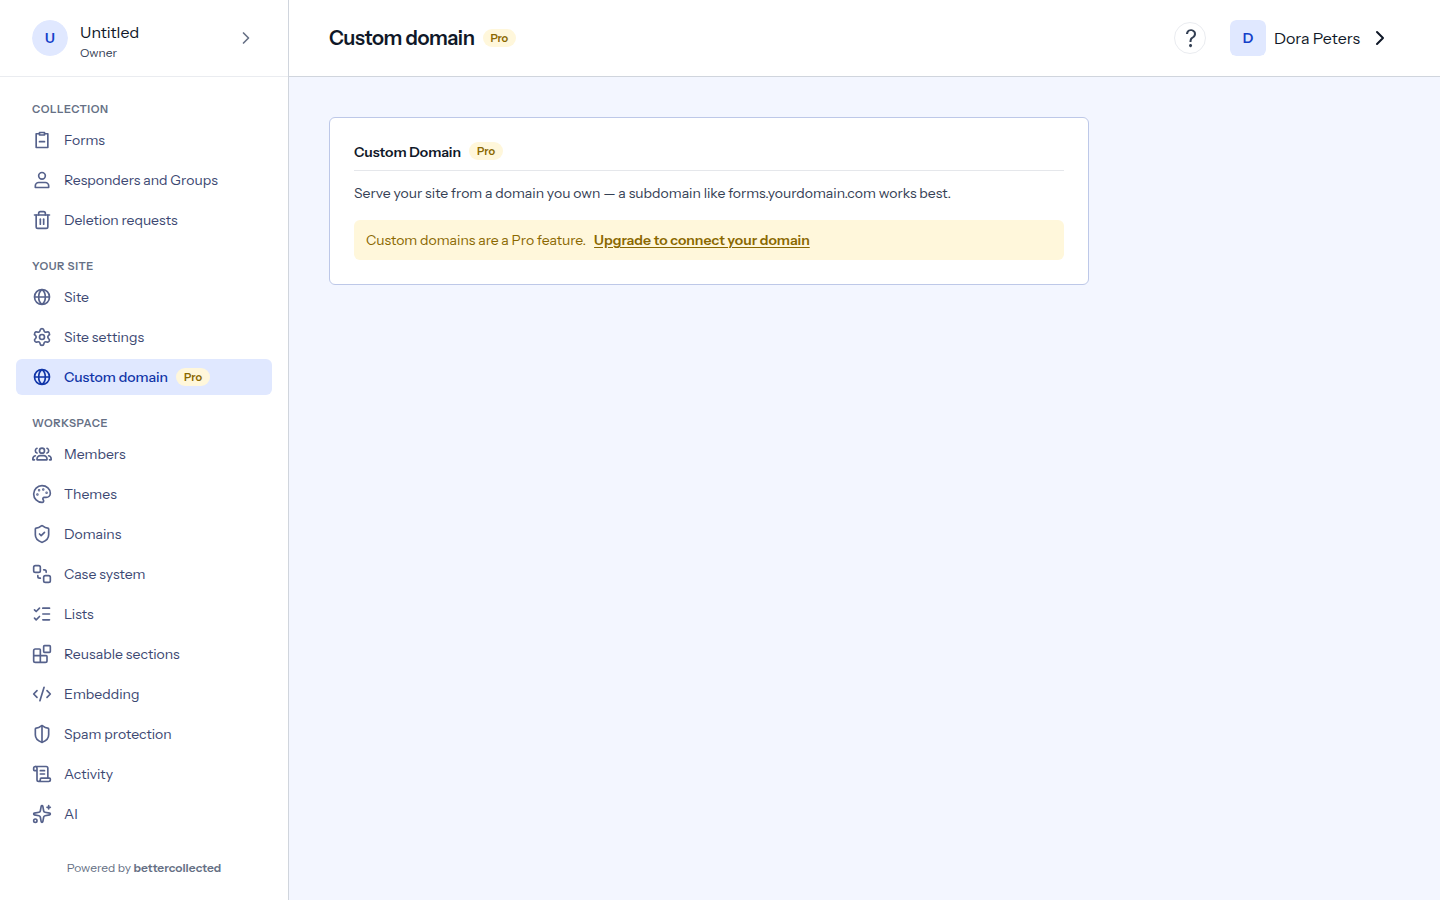 U
Untitled
Owner
Custom domain Pro
?
D
Dora Peters
COLLECTION
Forms
Responders and Groups
Deletion requests
YOUR SITE
Site
Site settings
Custom domain Pro
WORKSPACE
Members
Themes
Domains
Case system
Lists
Reusable sections
Embedding
Spam protection
Activity
AI
Powered by bettercollected
Custom Domain Pro
Serve your site from a domain you own — a subdomain like forms.yourdomain.com works best.
Custom domains are a Pro feature. Upgrade to connect your domain